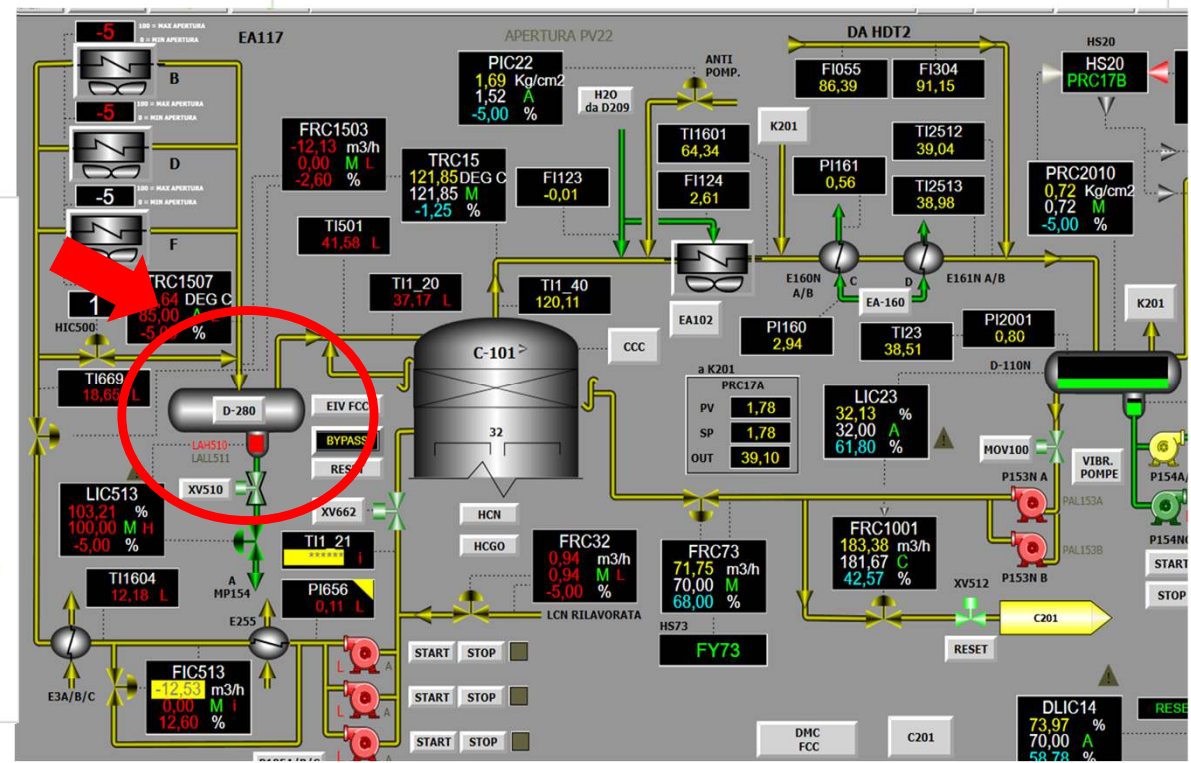 -5
100 = MAX APERTURA
0 = MIN APERTURA
EA117
B
-5
100 = MAX APERTURA
0 = MIN APERTURA
D
-5
100 = MAX APERTURA
0 = MIN APERTURA
F
APERTURA PV22
DA HDT2
PIC22
1,69 Kg/cm2
1,52 A
-5,00 %
ANTI
POMP.
H2O
da D209
FI055
86,39
FI304
91,15
HS20
HS20
PRC17B
FRC1503
-12,13 m3/h
0,00 M L
-2,60 %
TRC15
121,85 DEG C
121,85 M
-1,25 %
FI123
-0,01
TI1601
64,34
FI124
2,61
K201
PI161
0,56
TI2512
39,04
TI2513
38,98
PRC2010
0,72 Kg/cm2
0,72 M
-5,00 %
TI501
41,58 L
TI1_20
37,17 L
TI1_40
120,11
EA102
E160N
A/B
C
D
EA-160
E161N A/B
PI160
2,94
TI23
38,51
PI2001
0,80
K201
D-110N
TRC1507
64 DEG C
85,00 A L
%
1
HIC500
TI669
18,65 L
D-280
LAH510
LALL511
EIV FCC
BYPASS
RESET
XV510
XV662
C-101
32
CCC
HCN
HCGO
a K201
PRC17A
PV 1,78
SP 1,78
OUT 39,10
LIC23
32,13 %
32,00 A
61,80 %
MOV100
VIBR.
POMPE
P153N A
PAL153A
P153N B
PAL153B
P154A/
P154NC
START
STOP
LIC513
103,21 %
100,00 M H
-5,00 %
A
MP154
TI1_21
****** i
PI656
0,11 L
FRC32
0,94 m3/h
0,94 M L
-5,00 %
LCN RILAVORATA
FRC73
71,75 m3/h
70,00 M
68,00 %
HS73
FY73
FRC1001
183,38 m3/h
181,67 C
42,57 %
XV512
RESET
C201
TI1604
12,18 L
E3A/B/C
E255
FIC513
-12,53 m3/h
0,00 M i
12,60 %
L A START STOP
L A START STOP
L A START STOP
DMC
FCC
C201
DLIC14
73,97 %
70,00 A
58,78 %
RESE